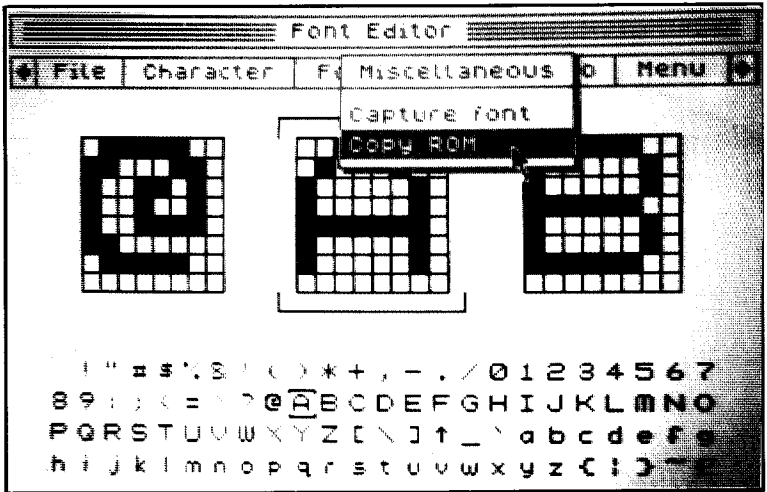 Font Editor
File Character Miscellaneous Menu
Capture font
Copy ROM
! " # $ % & ' ( ) * + , - . / 0 1 2 3 4 5 6 7
8 9 : ; < = > ? @ A B C D E F G H I J K L M N O
P Q R S T U V W X Y Z [ \ ] ↑ _ ` a b c d e f g
h i j k l m n o p q r s t u v w x y z { | } ~